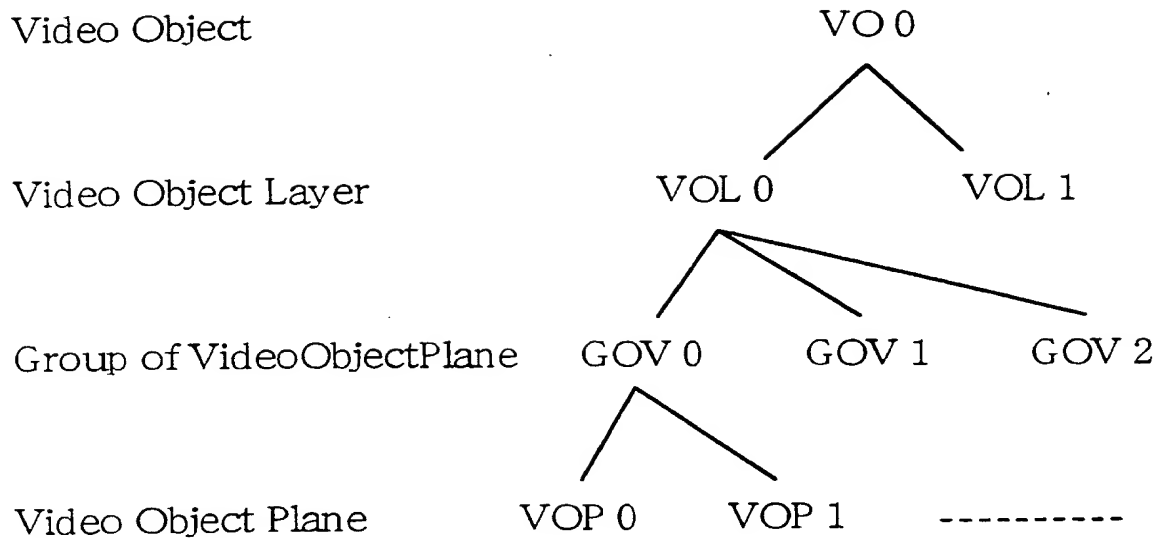 Video Object VO 0
Video Object Layer VOL 0 VOL 1
Group of VideoObjectPlane GOV 0 GOV 1 GOV 2
Video Object Plane VOP 0 VOP 1 ----------